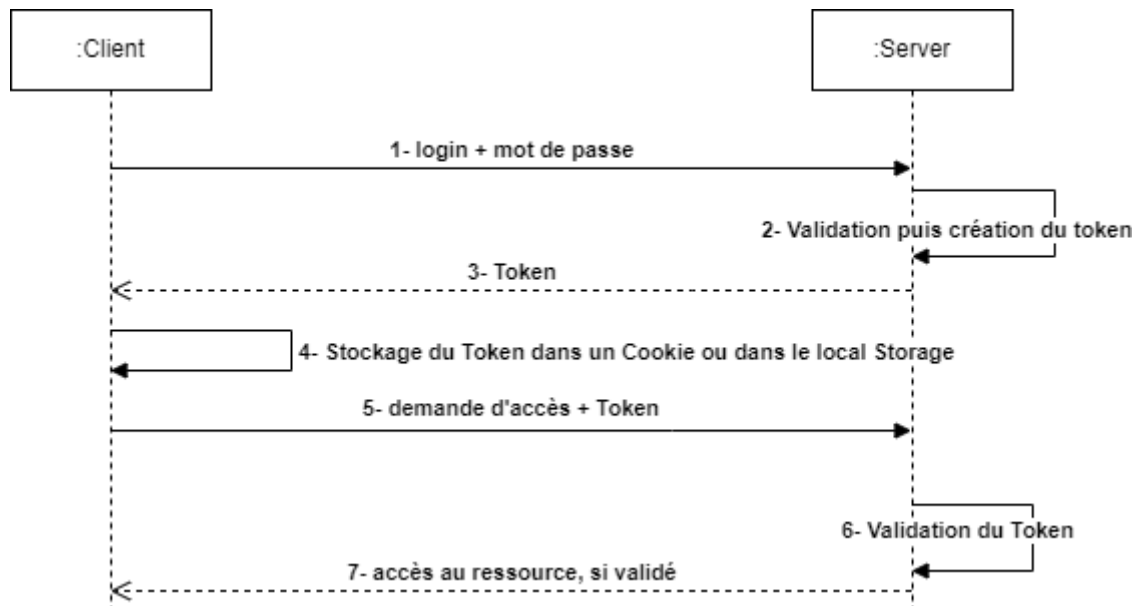 :Client
:Server
1- login + mot de passe
2- Validation puis création du token
3- Token
4- Stockage du Token dans un Cookie ou dans le local Storage
5- demande d'accès + Token
6- Validation du Token
7- accès au ressource, si validé